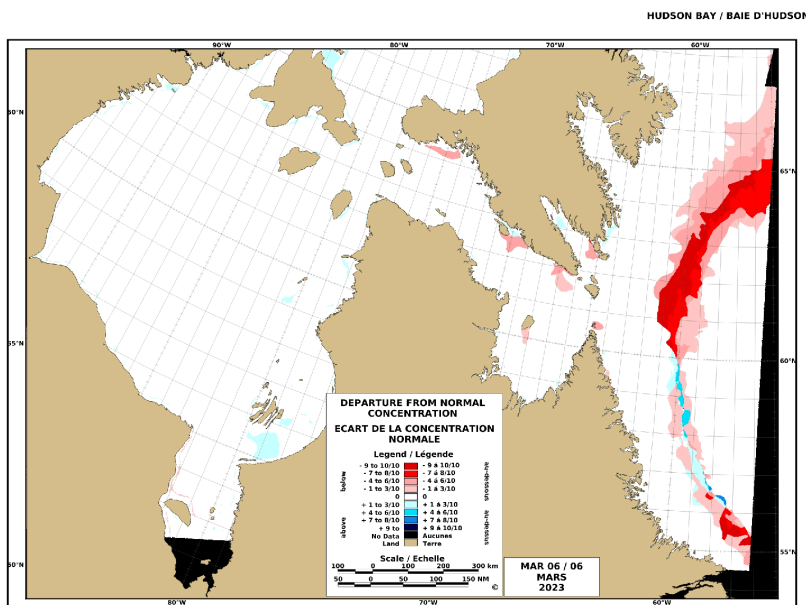 HUDSON BAY / BAIE D'HUDSON
90°W 80°W 70°W 60°W
60°N
65°N
55°N
60°N
50°N
55°N
80°W 70°W
DEPARTURE FROM NORMAL
CONCENTRATION
ECART DE LA CONCENTRATION
NORMALE
Legend / Légende
- 9 to 10/10 - 9 à 10/10
- 7 to 8/10 - 7 à 8/10
- 4 to 6/10 - 4 à 6/10
- 1 to 3/10 - 1 à 3/10
0 0
+ 1 to 3/10 + 1 à 3/10
+ 4 to 6/10 + 4 à 6/10
+ 7 to 8/10 + 7 à 8/10
+ 9 to + 9 à 10/10
No Data Aucunes
Land Terre
below
above
au-dessous
au-dessus
Scale / Echelle
100 0 100 200 300 km
50 0 50 100 150 NM
©
MAR 06 / 06
MARS
2023